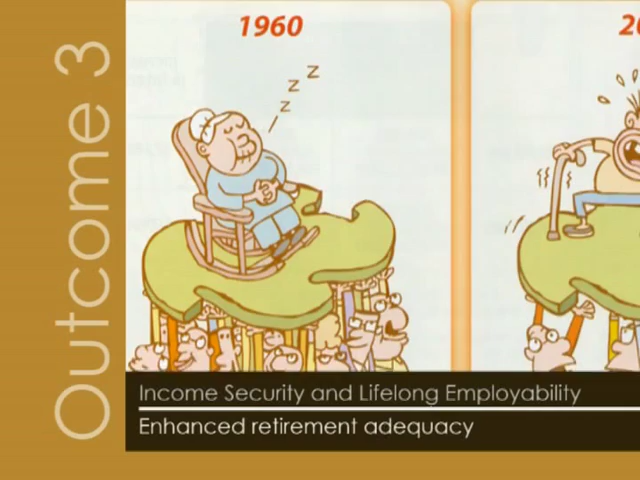 Outcome 3
1960
z
z
z
Income Security and Lifelong Employability
Enhanced retirement adequacy